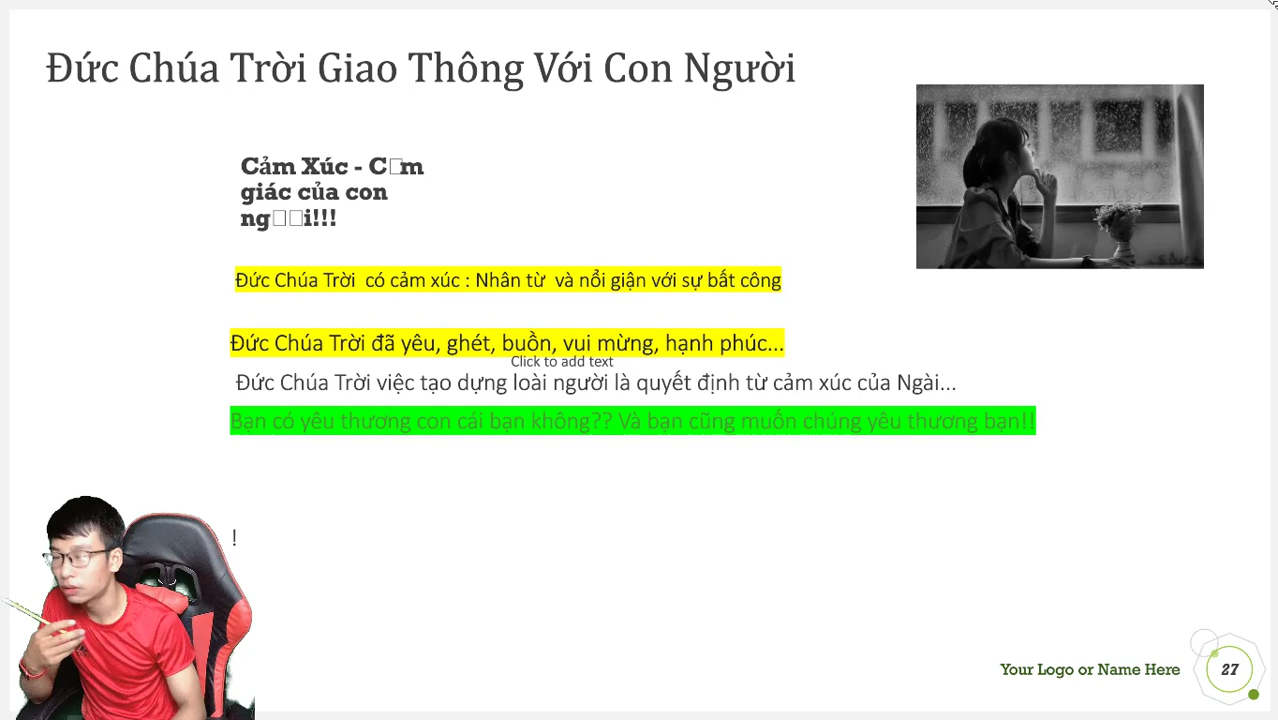 Đức Chúa Trời Giao Thông Với Con Người
Cảm Xúc - C□m
giác của con
ng□□i!!!
Đức Chúa Trời có cảm xúc : Nhân từ và nổi giận với sự bất công
Đức Chúa Trời đã yêu, ghét, buồn, vui mừng, hạnh phúc...
Click to add text
Đức Chúa Trời việc tạo dựng loài người là quyết định từ cảm xúc của Ngài...
Bạn có yêu thương con cái bạn không?? Và bạn cũng muốn chúng yêu thương bạn!!
!
Your Logo or Name Here
27